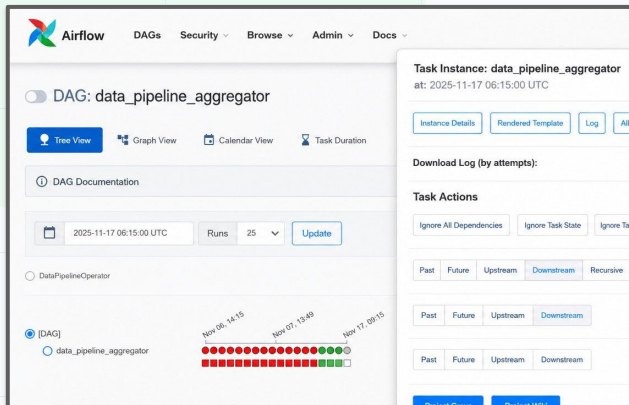 Airflow
DAGs
Security
Browse
Admin
Docs
DAG: data_pipeline_aggregator
Tree View
Graph View
Calendar View
Task Duration
DAG Documentation
2025-11-17 06:15:00 UTC
Runs
25
Update
DataPipelineOperator
Nov 06, 14:15
Nov 07, 13:49
Nov 17, 09:15
[DAG]
data_pipeline_aggregator
Task Instance: data_pipeline_aggregator
at: 2025-11-17 06:15:00 UTC
Instance Details
Rendered Template
Log
All
Download Log (by attempts):
Task Actions
Ignore All Dependencies
Ignore Task State
Ignore Ta
Past
Future
Upstream
Downstream
Recursive
Past
Future
Upstream
Downstream
Past
Future
Upstream
Downstream